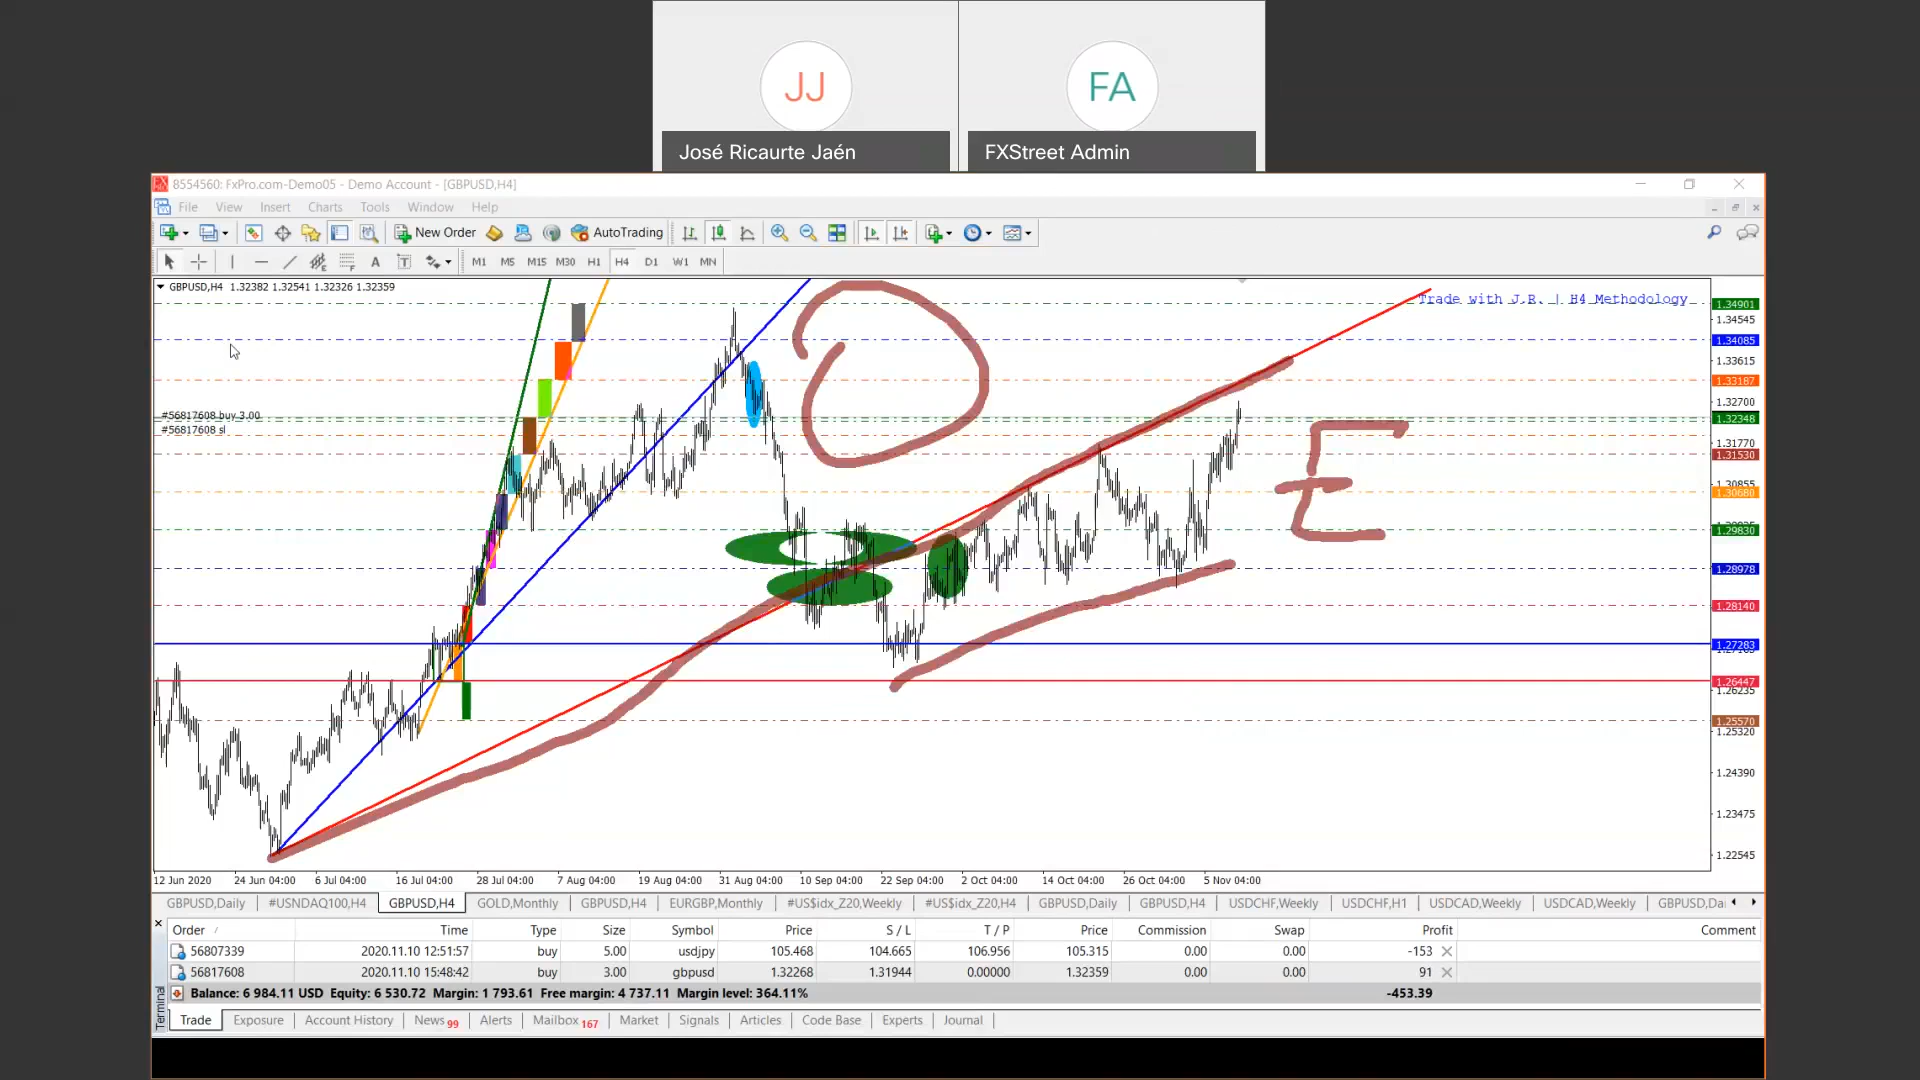 JJ
FA
José Ricaurte Jaén
FXStreet Admin
8554560: FxPro.com-Demo05 - Demo Account - [GBPUSD,H4]
File View Insert Charts Tools Window Help
New Order AutoTrading
A T M1 M5 M15 M30 H1 H4 D1 W1 MN
GBPUSD,H4 1.32382 1.32541 1.32326 1.32359
Trade with J.R. | H4 Methodology
1.34901
1.34545
1.34085
1.33615
1.33187
1.32700
#56817608 buy 3.00
1.32348
#56817608 sl
1.31770
1.31530
E
1.30680
1.29830
1.28978
1.28140
1.27283
1.26447
1.26235
1.25570
1.25320
1.24390
1.23475
1.22545
12 Jun 2020 24 Jun 04:00 6 Jul 04:00 16 Jul 04:00 28 Jul 04:00 7 Aug 04:00 19 Aug 04:00 31 Aug 04:00 10 Sep 04:00 22 Sep 04:00 2 Oct 04:00 14 Oct 04:00 26 Oct 04:00 5 Nov 04:00
GBPUSD,Daily #USNDAQ100,H4 GBPUSD,H4 GOLD,Monthly GBPUSD,H4 EURGBP,Monthly #US$idx_Z20,Weekly #US$idx_Z20,H4 GBPUSD,Daily GBPUSD,H4 USDCHF,Weekly USDCHF,H1 USDCAD,Weekly USDCAD,Weekly GBPUSD,Da
Order Time Type Size Symbol Price S / L T / P Price Commission Swap Profit Comment
56807339 2020.11.10 12:51:57 buy 5.00 usdjpy 105.468 104.665 106.956 105.315 0.00 0.00 -153
56817608 2020.11.10 15:48:42 buy 3.00 gbpusd 1.32268 1.31944 0.00000 1.32359 0.00 0.00 91
Balance: 6 984.11 USD Equity: 6 530.72 Margin: 1 793.61 Free margin: 4 737.11 Margin level: 364.11% -453.39
Terminal
Trade Exposure Account History News 99 Alerts Mailbox 167 Market Signals Articles Code Base Experts Journal